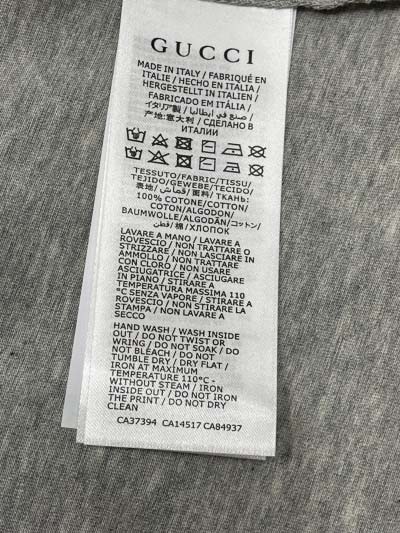 GUCCI
MADE IN ITALY / FABRIQUÉ EN
ITALIE / HECHO EN ITALIA /
HERGESTELLT IN ITALIEN /
FABRICADO EM ITÁLIA /
イタリア製 / صنع في إيطاليا /
产地:意大利 / СДЕЛАНО В
ИТАЛИИ
TESSUTO/FABRIC/TISSU/
TEJIDO/GEWEBE/TECIDO/
表地/قماش/面料/ТКАНЬ:
100% COTONE/COTTON/
COTON/ALGODON/
BAUMWOLLE/ALGODÃO/コットン/
قطن/棉/ХЛОПОК
LAVARE A MANO / LAVARE A
ROVESCIO / NON TRATTARE O
STRIZZARE / NON LASCIARE IN
AMMOLLO / NON TRATTARE
CON CLORO / NON USARE
ASCIUGATRICE / ASCIUGARE
IN PIANO / STIRARE A
TEMPERATURA MASSIMA 110
°C SENZA VAPORE / STIRARE A
ROVESCIO / NON STIRARE LA
STAMPA / NON LAVARE A
SECCO
HAND WASH / WASH INSIDE
OUT / DO NOT TWIST OR
WRING / DO NOT SOAK / DO
NOT BLEACH / DO NOT
TUMBLE DRY / DRY FLAT /
IRON AT MAXIMUM
TEMPERATURE 110°C -
WITHOUT STEAM / IRON
INSIDE OUT / DO NOT IRON
THE PRINT / DO NOT DRY
CLEAN
CA37394 CA14517 CA84937